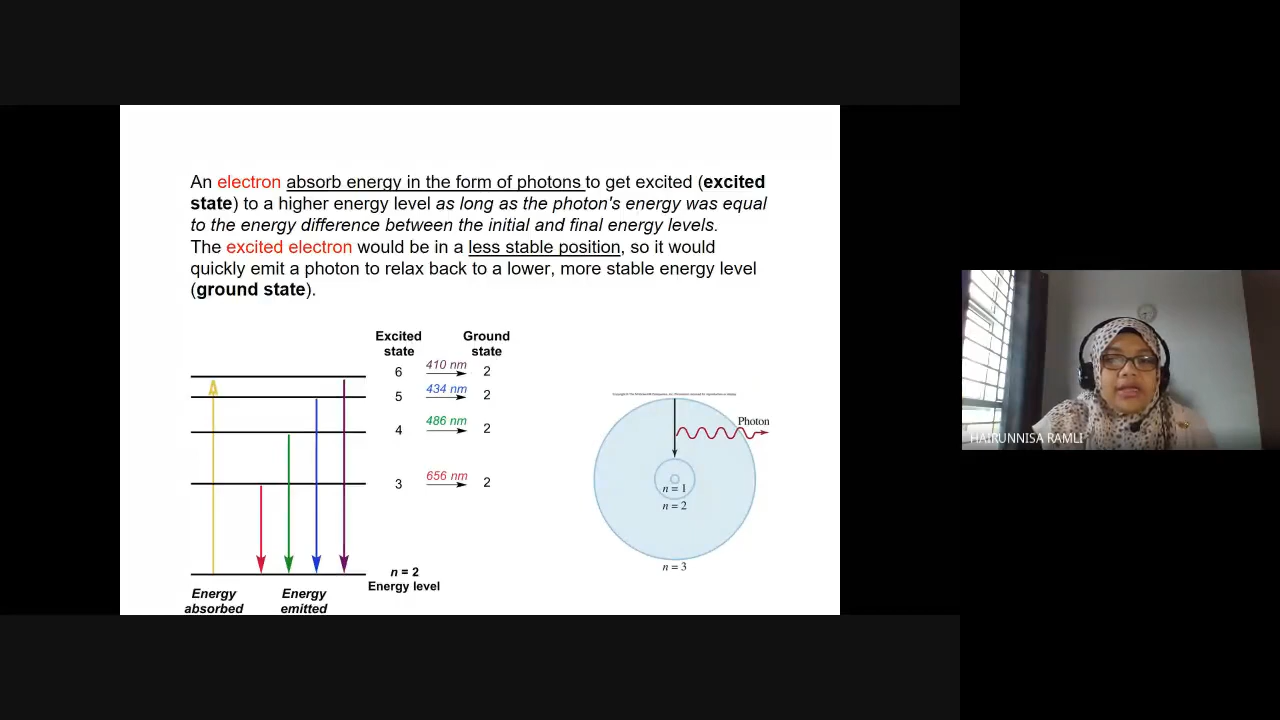 An electron absorb energy in the form of photons to get excited (excited
state) to a higher energy level as long as the photon's energy was equal
to the energy difference between the initial and final energy levels.
The excited electron would be in a less stable position, so it would
quickly emit a photon to relax back to a lower, more stable energy level
(ground state).
Excited
state
Ground
state
6 410 nm 2
5 434 nm 2
4 486 nm 2
3 656 nm 2
n = 2
Energy level
Energy
absorbed
Energy
emitted
Photon
n = 1
n = 2
n = 3
HAIRUNNISA RAMLI